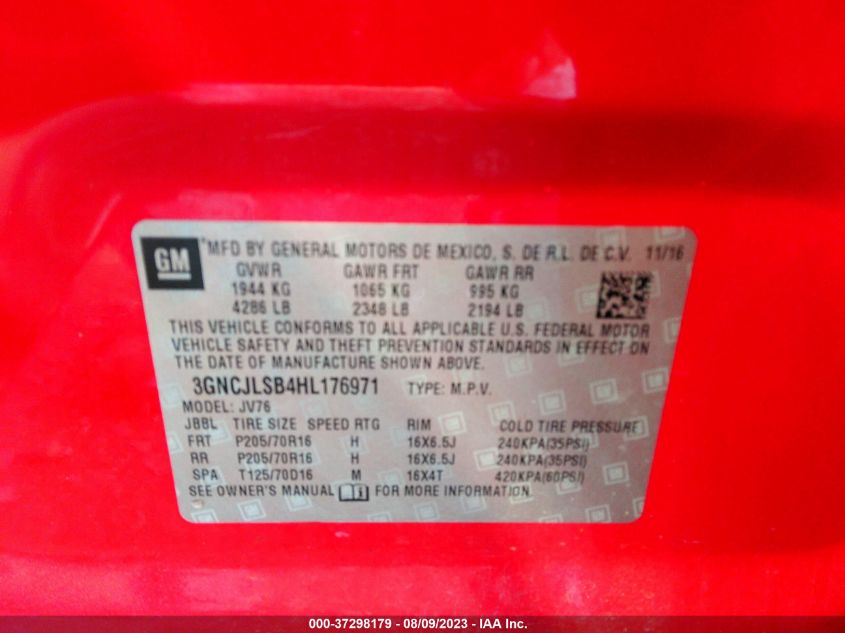 GM
*MFD BY GENERAL MOTORS DE MEXICO, S. DE R.L. DE C.V. 11/16
GVWR GAWR FRT GAWR RR
1944 KG 1065 KG 995 KG
4286 LB 2348 LB 2194 LB
THIS VEHICLE CONFORMS TO ALL APPLICABLE U.S. FEDERAL MOTOR
VEHICLE SAFETY AND THEFT PREVENTION STANDARDS IN EFFECT ON
THE DATE OF MANUFACTURE SHOWN ABOVE.
3GNCJLSB4HL176971 TYPE: M.P.V.
MODEL: JV76
JBBL TIRE SIZE SPEED RTG RIM COLD TIRE PRESSURE
FRT P205/70R16 H 16X6.5J 240KPA(35PSI)
RR P205/70R16 H 16X6.5J 240KPA(35PSI)
SPA T125/70D16 M 16X4T 420KPA(60PSI)
SEE OWNER'S MANUAL FOR MORE INFORMATION.
000-37298179 - 08/09/2023 - IAA Inc.